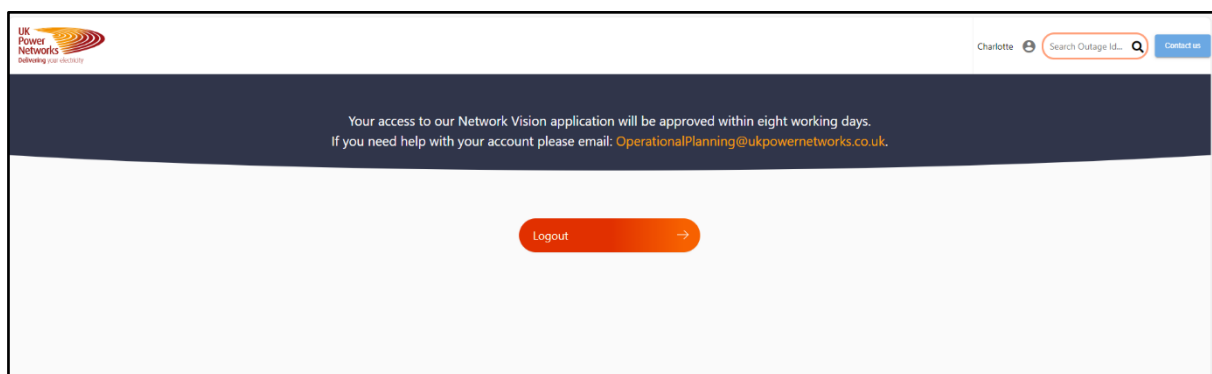 UK
Power
Networks
Delivering your electricity
Charlotte
Search Outage Id...
Contact us
Your access to our Network Vision application will be approved within eight working days.
If you need help with your account please email: OperationalPlanning@ukpowernetworks.co.uk.
Logout